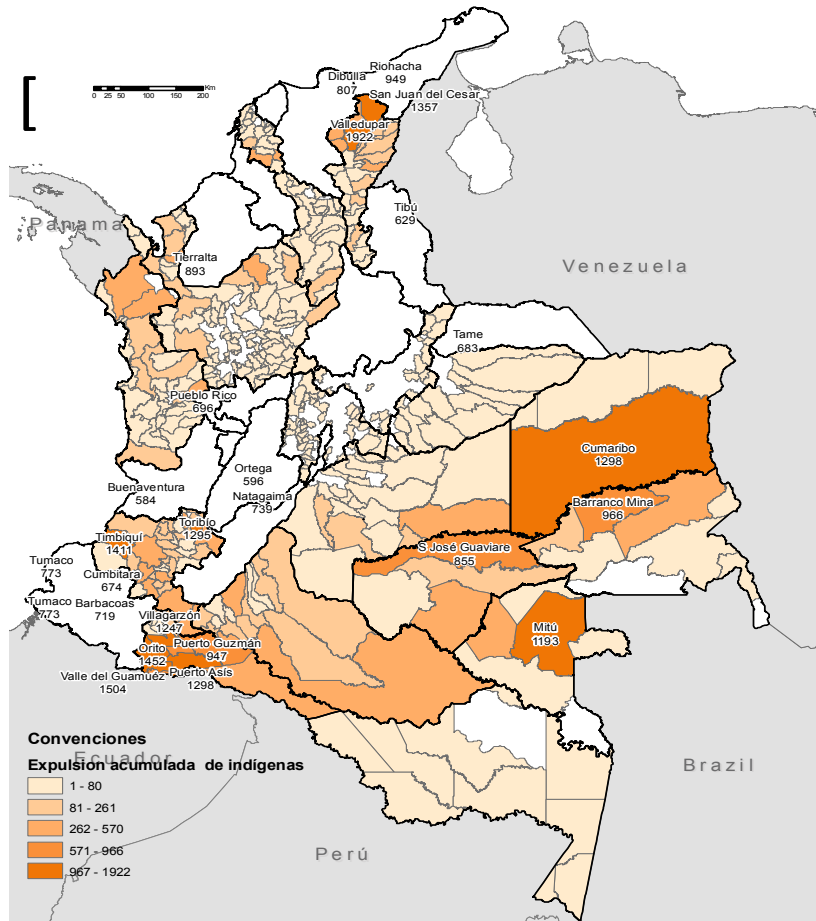 [
0 25 50 100 150 200
Km
Riohacha
949
Dibulla
807
San Juan del Cesar
1357
Valledupar
1922
Tibú
629
Panama
Tierralta
893
Venezuela
Tame
683
Pueblo Rico
696
Cumaribo
1298
Ortega
596
Buenaventura
584
Natagaima
739
Barranco Mina
966
Toribío
1295
Timbiquí
1411
S José Guaviare
855
Tumaco
773
Cumbitara
674
Tumaco
773
Barbacoas
719
Villagarzón
1247
Mitú
1193
Orito
1452
Puerto Guzmán
947
Valle del Guamuéz
1504
Puerto Asís
1298
Ecuador
Brazil
Perú
Convenciones
Expulsion acumulada de indígenas
1 - 80
81 - 261
262 - 570
571 - 966
967 - 1922